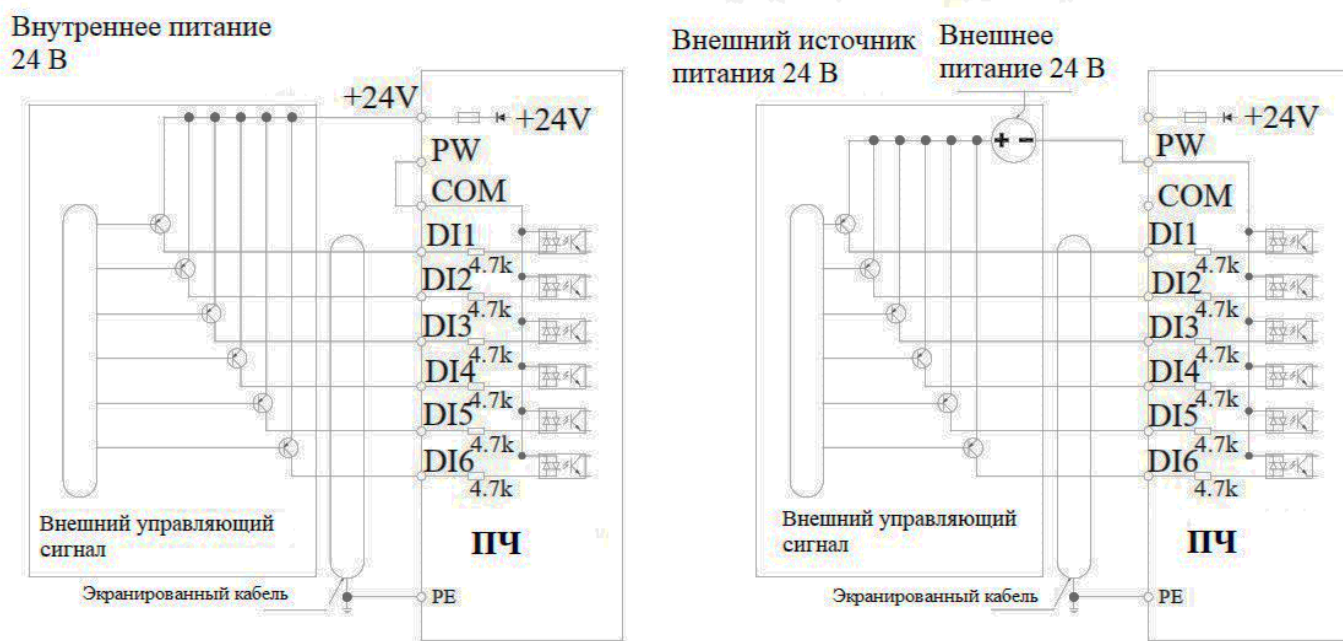 Внутреннее питание
24 В
+24V
+24V
PW
COM
DI1
4.7k
DI2
4.7k
DI3
4.7k
DI4
4.7k
DI5
4.7k
DI6
4.7k
Внешний управляющий
сигнал
ПЧ
Экранированный кабель
PE
Внешний источник
питания 24 В
Внешнее
питание 24 В
+24V
+ -
PW
COM
DI1
4.7k
DI2
4.7k
DI3
4.7k
DI4
4.7k
DI5
4.7k
DI6
4.7k
Внешний управляющий
сигнал
ПЧ
Экранированный кабель
PE